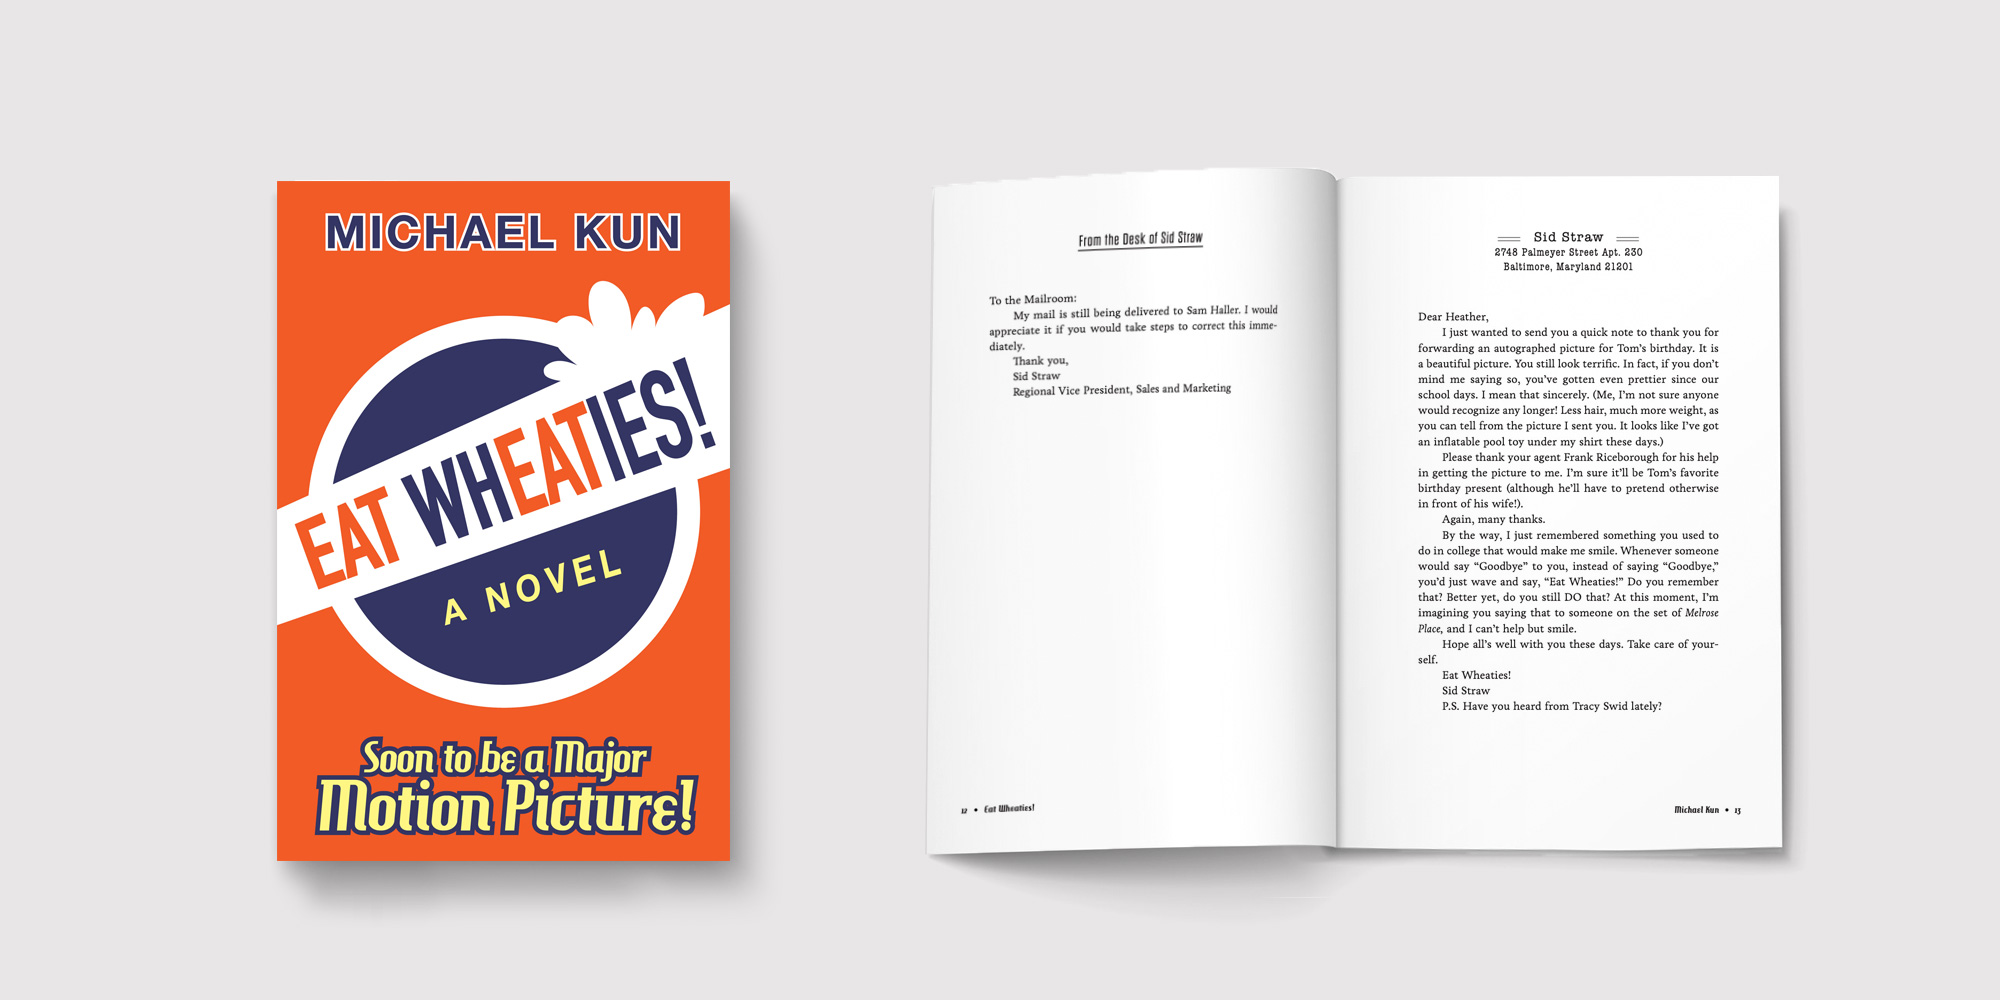 MICHAEL KUN
EAT WHEATIES!
A NOVEL
Soon to be a Major
Motion Picture!
From the Desk of Sid Straw
To the Mailroom:
My mail is still being delivered to Sam Haller. I would
appreciate it if you would take steps to correct this imme-
diately.
Thank you,
Sid Straw
Regional Vice President, Sales and Marketing
12 • Eat Wheaties!
Sid Straw
2748 Palmeyer Street Apt. 230
Baltimore, Maryland 21201
Dear Heather,
I just wanted to send you a quick note to thank you for
forwarding an autographed picture for Tom's birthday. It is
a beautiful picture. You still look terrific. In fact, if you don't
mind me saying so, you've gotten even prettier since our
school days. I mean that sincerely. (Me, I'm not sure anyone
would recognize any longer! Less hair, much more weight, as
you can tell from the picture I sent you. It looks like I've got
an inflatable pool toy under my shirt these days.)
Please thank your agent Frank Riceborough for his help
in getting the picture to me. I'm sure it'll be Tom's favorite
birthday present (although he'll have to pretend otherwise
in front of his wife!).
Again, many thanks.
By the way, I just remembered something you used to
do in college that would make me smile. Whenever someone
would say “Goodbye” to you, instead of saying “Goodbye,”
you'd just wave and say, “Eat Wheaties!” Do you remember
that? Better yet, do you still DO that? At this moment, I'm
imagining you saying that to someone on the set of Melrose
Place, and I can't help but smile.
Hope all's well with you these days. Take care of your-
self.
Eat Wheaties!
Sid Straw
P.S. Have you heard from Tracy Swid lately?
Michael Kun • 13